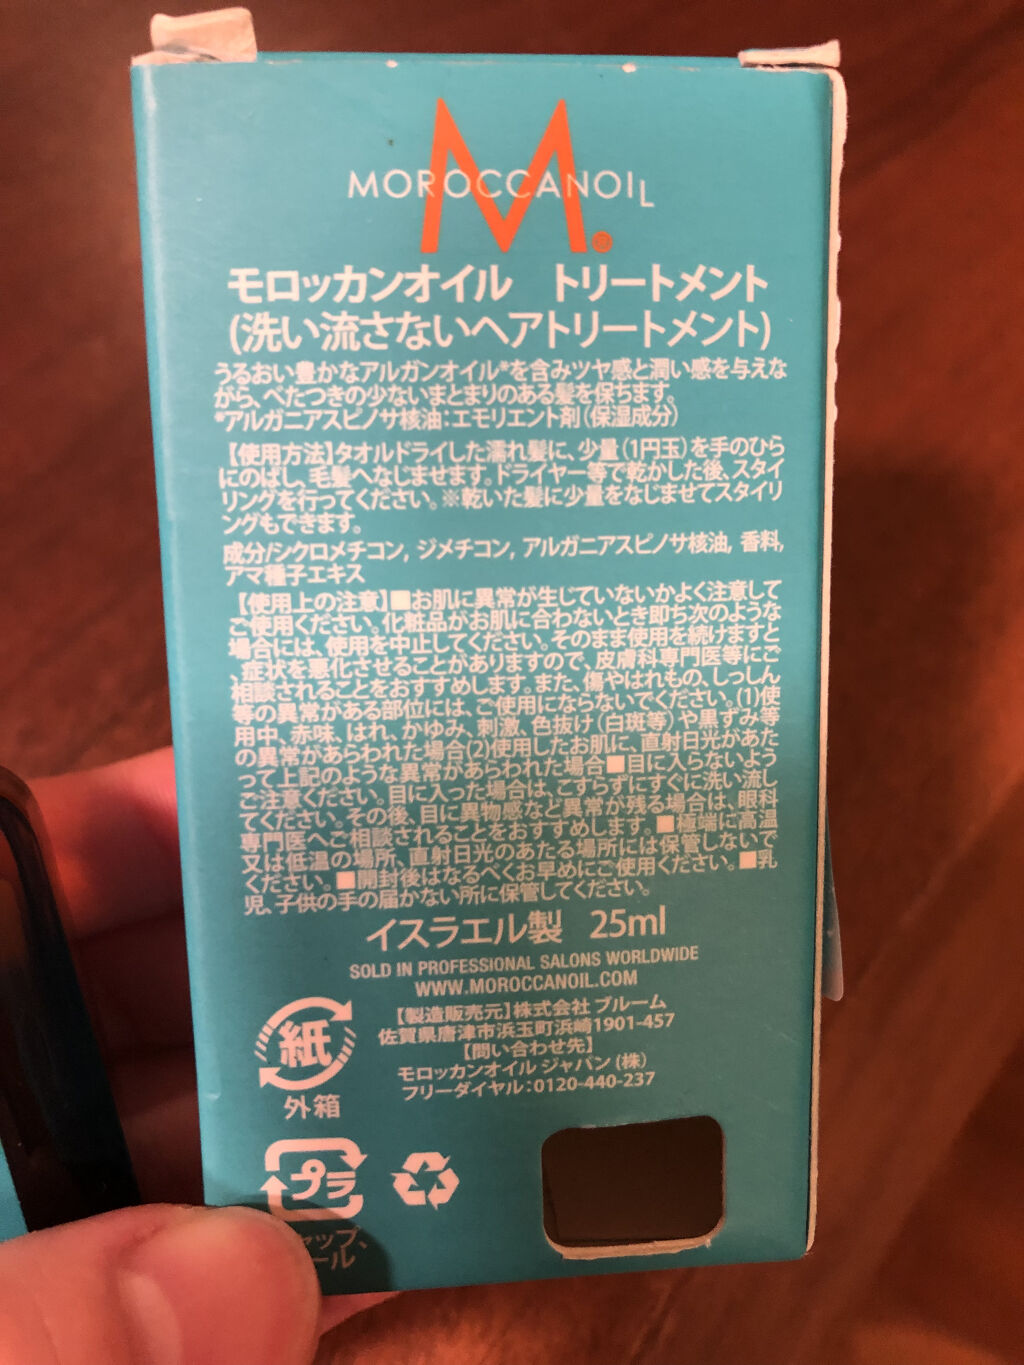 MOROCCANOIL
M®
モロッカンオイル トリートメント
(洗い流さないヘアトリートメント)
うるおい豊かなアルガンオイル*を含みツヤ感と潤い感を与えな
がら、べたつきの少ないまとまりのある髪を保ちます。
*アルガニアスピノサ核油：エモリエント剤（保湿成分）
【使用方法】タオルドライした濡れ髪に、少量（1円玉）を手のひら
にのばし、毛髪へなじませます。ドライヤー等で乾かした後、スタイ
リングを行ってください。※乾いた髪に少量をなじませてスタイリ
ングもできます。
成分/シクロメチコン, ジメチコン, アルガニアスピノサ核油, 香料,
アマ種子エキス
【使用上の注意】■お肌に異常が生じていないかよく注意して
ご使用ください。化粧品がお肌に合わないとき即ち次のような
場合には、使用を中止してください。そのまま使用を続けますと
、症状を悪化させることがありますので、皮膚科専門医等にご
相談されることをおすすめします。また、傷やはれもの、しっしん
等の異常がある部位には、ご使用にならないでください。(1)使
用中、赤味、はれ、かゆみ、刺激、色抜け（白斑等）や黒ずみ等
の異常があらわれた場合(2)使用したお肌に、直射日光があた
って上記のような異常があらわれた場合■目に入らないよう
ご注意ください。目に入った場合は、こすらずにすぐに洗い流し
てください。その後、目に異物感など異常が残る場合は、眼科
専門医へご相談されることをおすすめします。■極端に高温
又は低温の場所、直射日光のあたる場所には保管しないで
ください。■開封後はなるべくお早めにご使用ください。■乳
児、子供の手の届かない所に保管してください。
イスラエル製 25ml
SOLD IN PROFESSIONAL SALONS WORLDWIDE
WWW.MOROCCANOIL.COM
【製造販売元】株式会社 ブルーム
佐賀県唐津市浜玉町浜崎1901-457
【問い合わせ先】
モロッカンオイル ジャパン (株)
フリーダイヤル：0120-440-237
紙
外箱
プラ
ャップ、
ール